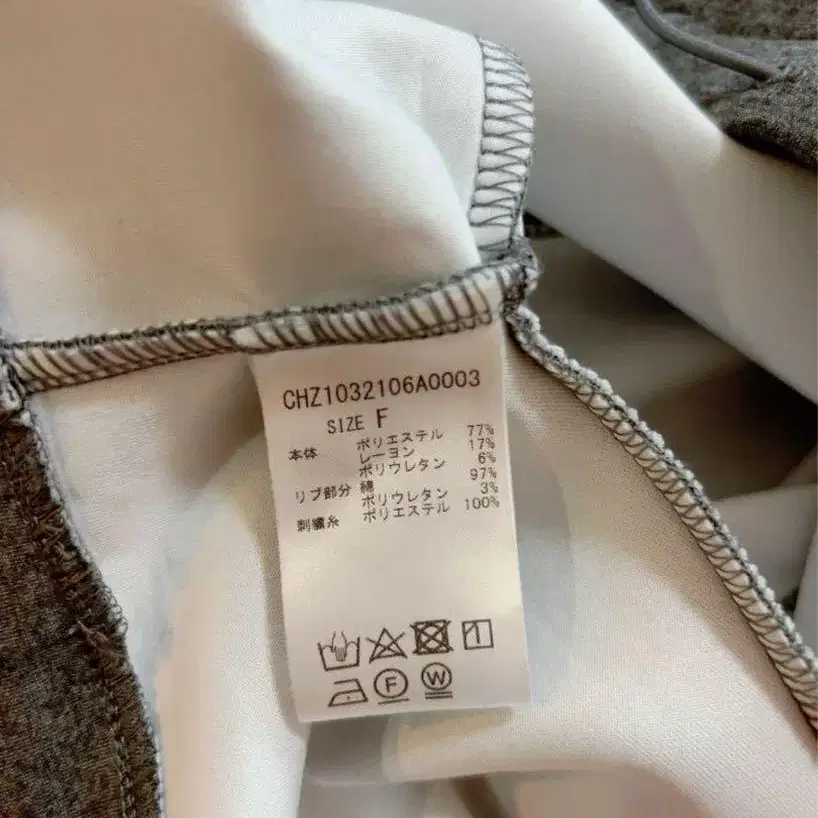 CHZ1032106A0003
SIZE F
本体 ポリエステル 77%
レーヨン 17%
ポリウレタン 6%
リブ部分 綿 97%
ポリウレタン 3%
刺繍糸 ポリエステル 100%
F W